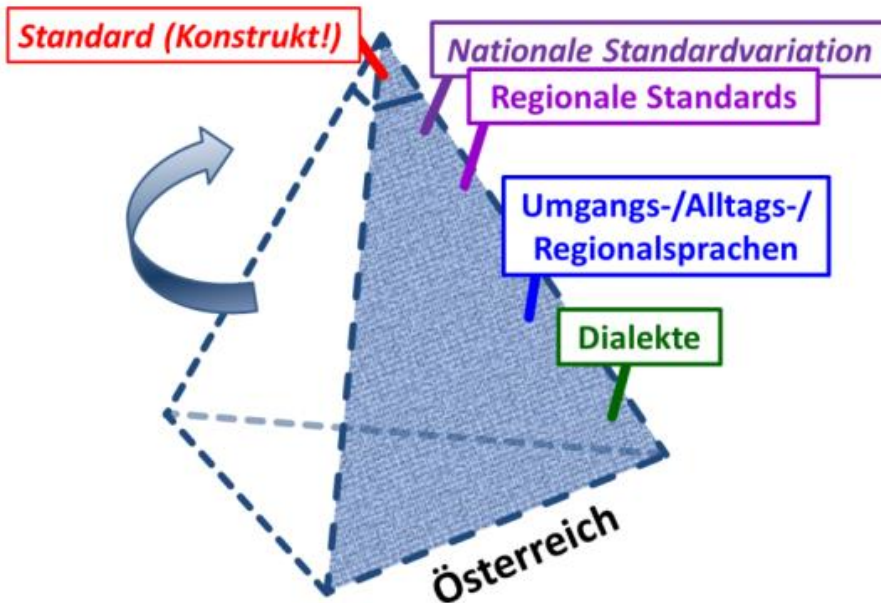 Standard (Konstrukt!)
Nationale Standardvariation
Regionale Standards
Umgangs-/Alltags-/
Regionalsprachen
Dialekte
Österreich